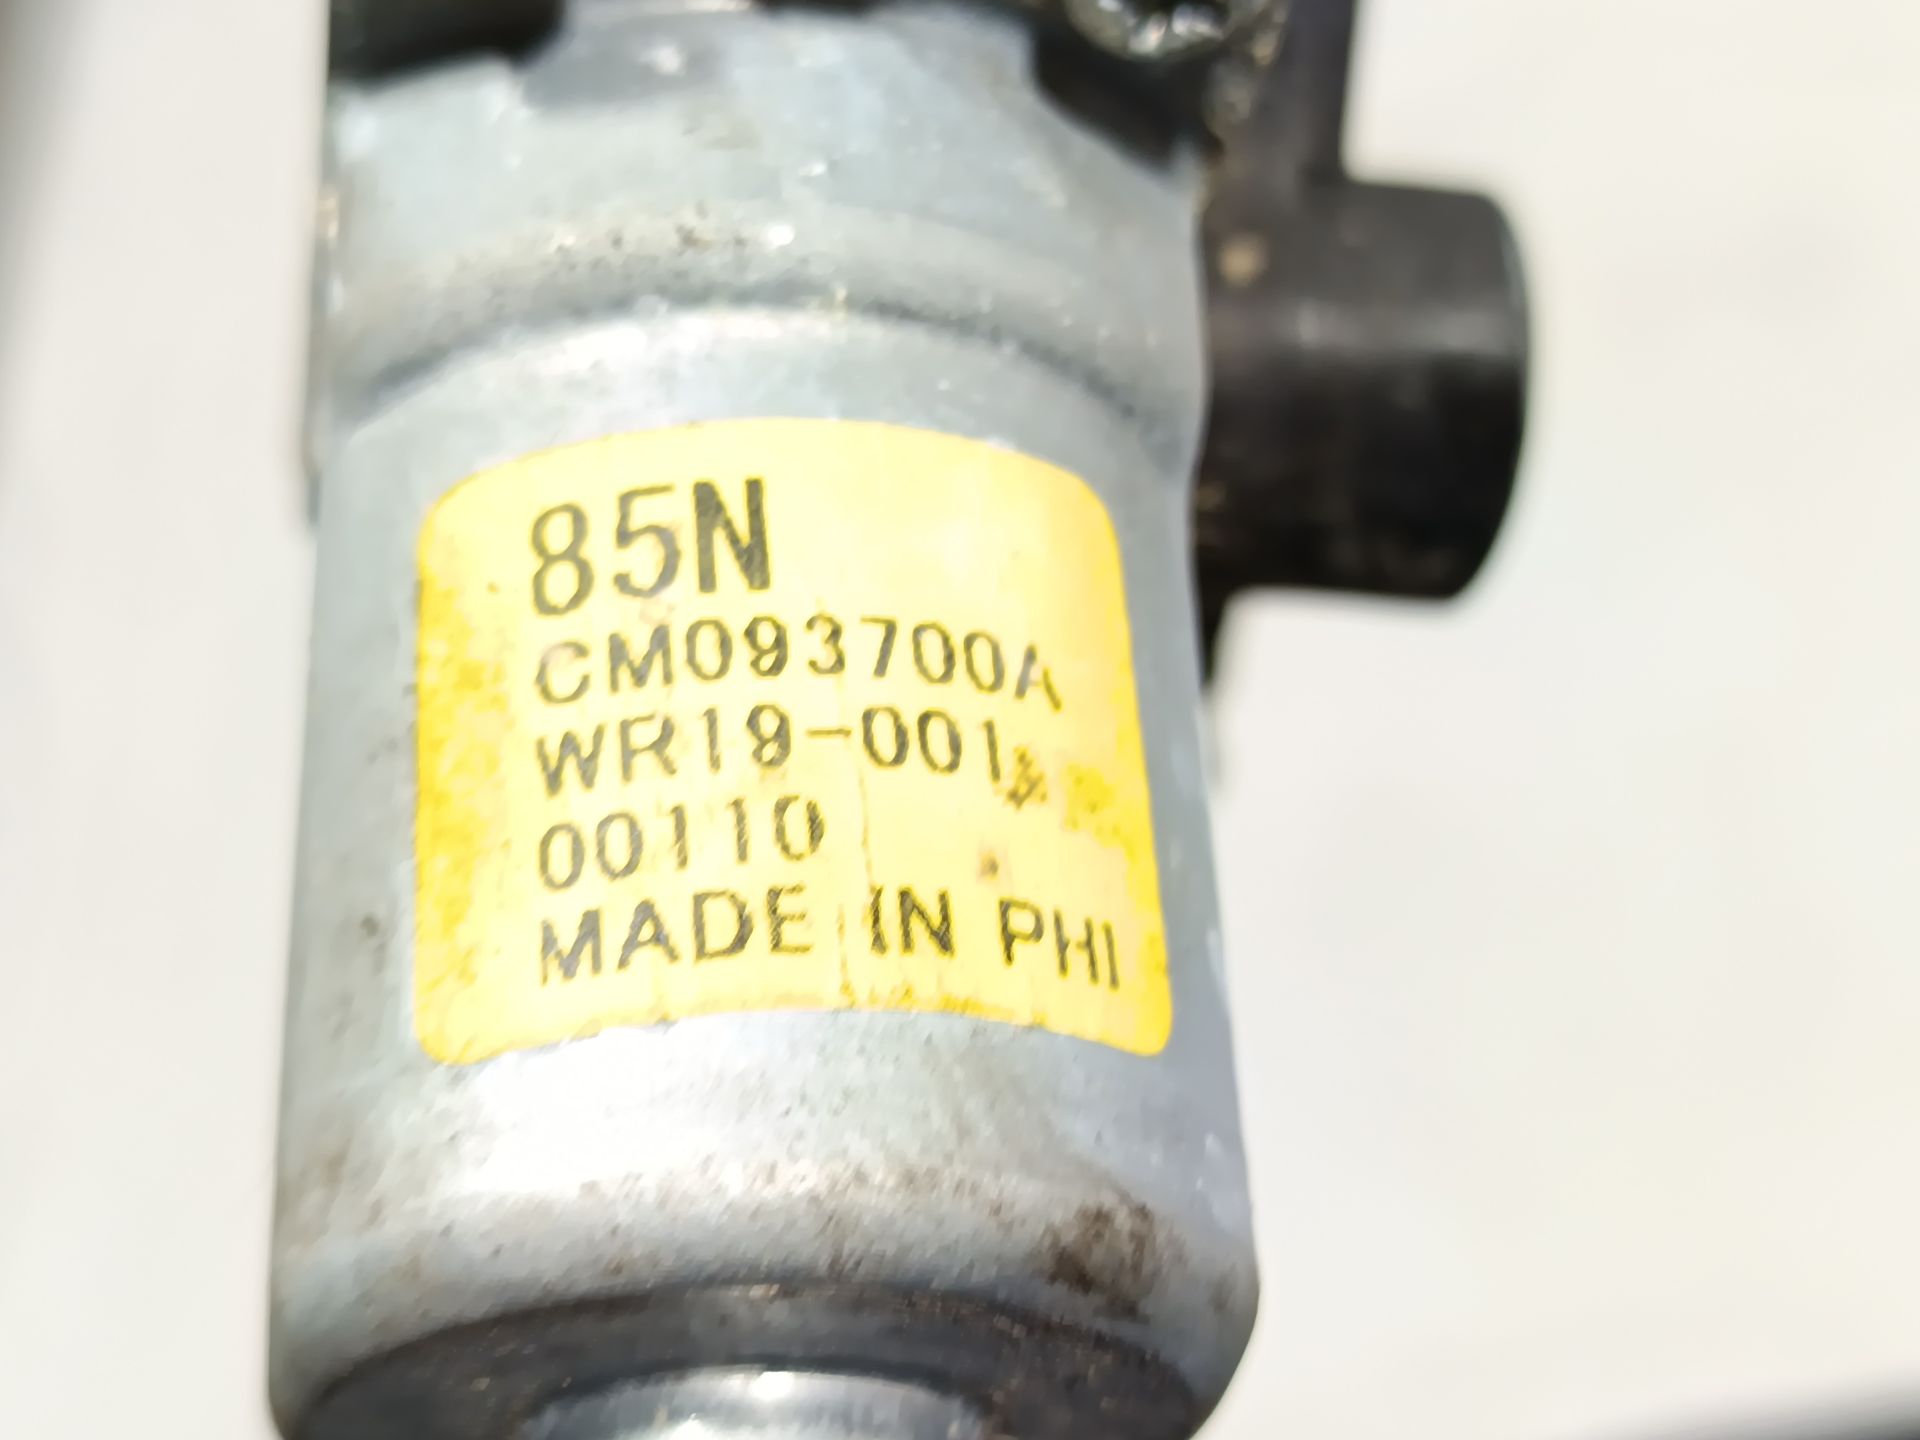 85N
CM093700A
WR19-001
00110
MADE IN PHI